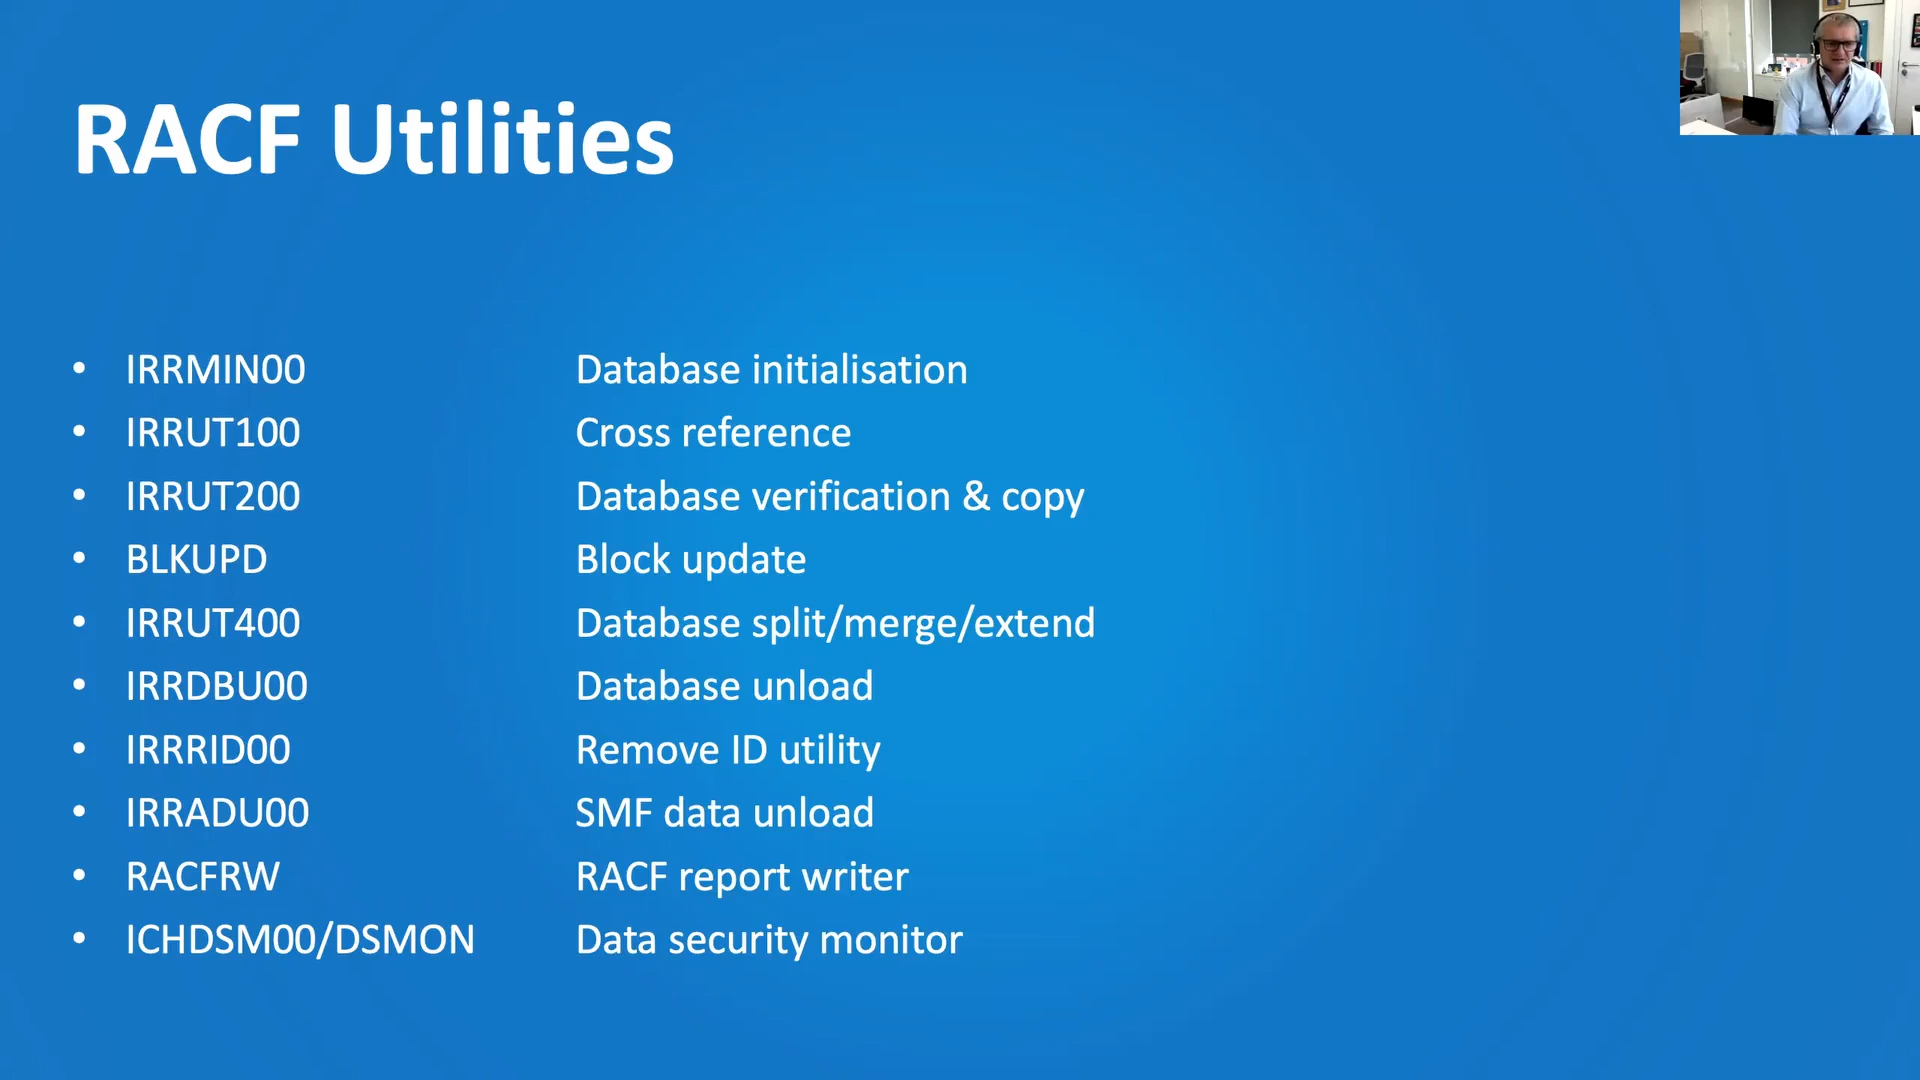 RACF Utilities
• IRRMIN00 Database initialisation
• IRRUT100 Cross reference
• IRRUT200 Database verification & copy
• BLKUPD Block update
• IRRUT400 Database split/merge/extend
• IRRDBU00 Database unload
• IRRRID00 Remove ID utility
• IRRADU00 SMF data unload
• RACFRW RACF report writer
• ICHDSM00/DSMON Data security monitor